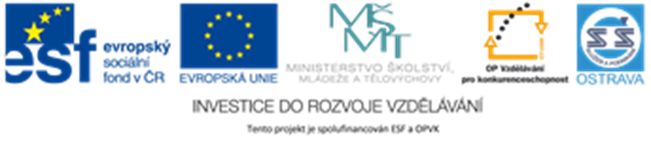 esf evropský
sociální
fond v ČR
EVROPSKÁ UNIE
MŠMT
MINISTERSTVO ŠKOLSTVÍ,
MLÁDEŽE A TĚLOVÝCHOVY
OP Vzdělávání
pro konkurenceschopnost
OSTRAVA
INVESTICE DO ROZVOJE VZDĚLÁVÁNÍ
Tento projekt je spolufinancován ESF a OPVK